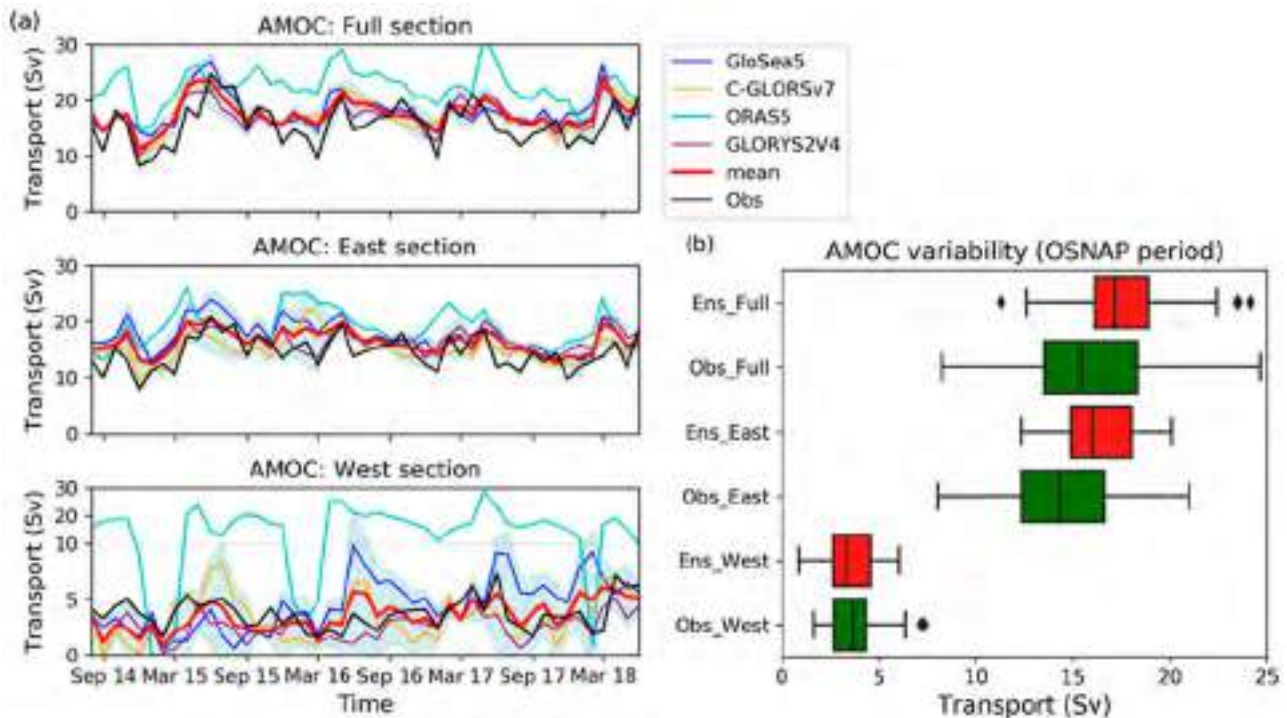 (a)
AMOC: Full section
30
20
10
0
Transport (Sv)
GloSea5
C-GLORSv7
ORAS5
GLORYS2V4
mean
Obs
AMOC: East section
30
20
10
0
Transport (Sv)
AMOC: West section
30
20
10
5
0
Transport (Sv
Sep 14 Mar 15 Sep 15 Mar 16 Sep 16 Mar 17 Sep 17 Mar 18
Time
(b)
AMOC variability (OSNAP period)
Ens_Full
Obs_Full
Ens_East
Obs_East
Ens_West
Obs_West
0 5 10 15 20 25
Transport (Sv)